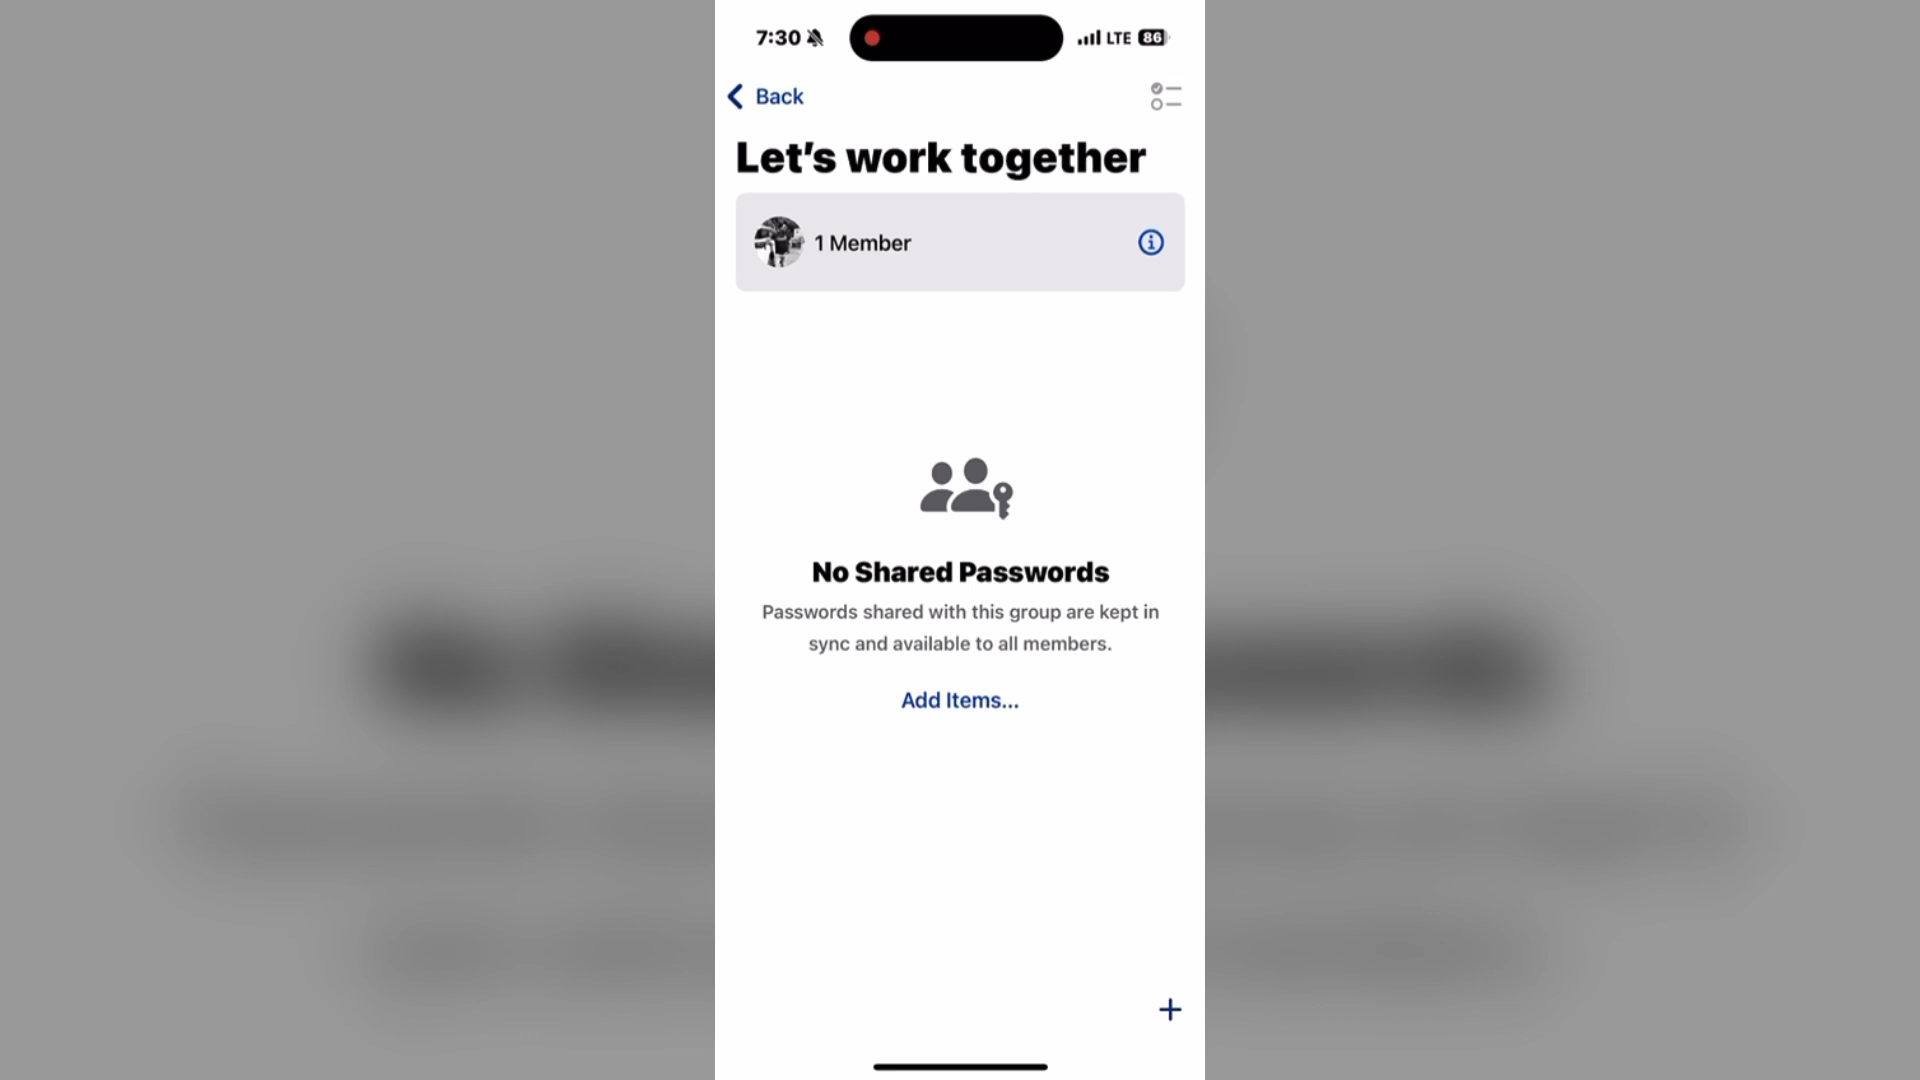 7:30
LTE 86
Back
Let's work together
1 Member
No Shared Passwords
Passwords shared with this group are kept in
sync and available to all members.
Add Items...